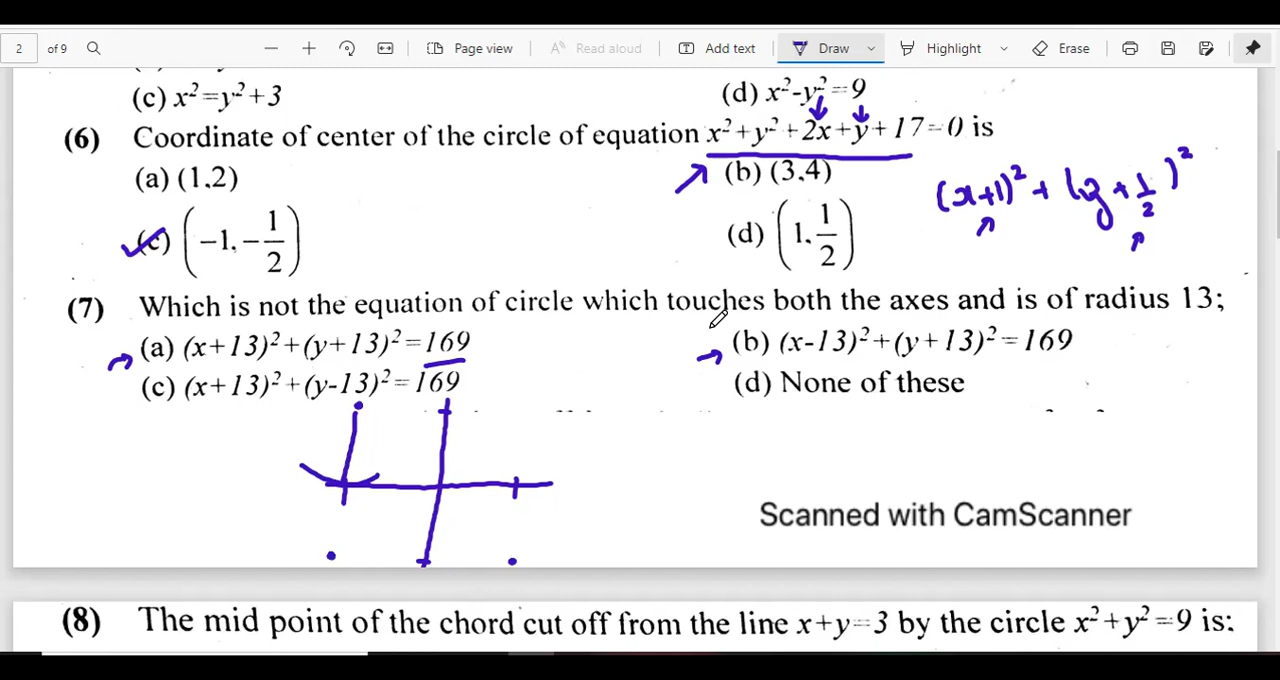 2 of 9 Page view Read aloud Add text Draw Highlight Erase
(c) x²=y²+3 (d) x²-y²=9
(6) Coordinate of center of the circle of equation x²+y²+2x+y+17=0 is
(a) (1,2) (b) (3,4)
(x+1)² + (y+1/2)²
(c) (-1,-1/2) (d) (1,1/2)
(7) Which is not the equation of circle which touches both the axes and is of radius 13;
(a) (x+13)²+(y+13)²=169 (b) (x-13)²+(y+13)²=169
(c) (x+13)²+(y-13)²=169 (d) None of these
Scanned with CamScanner
(8) The mid point of the chord cut off from the line x+y=3 by the circle x²+y²=9 is: